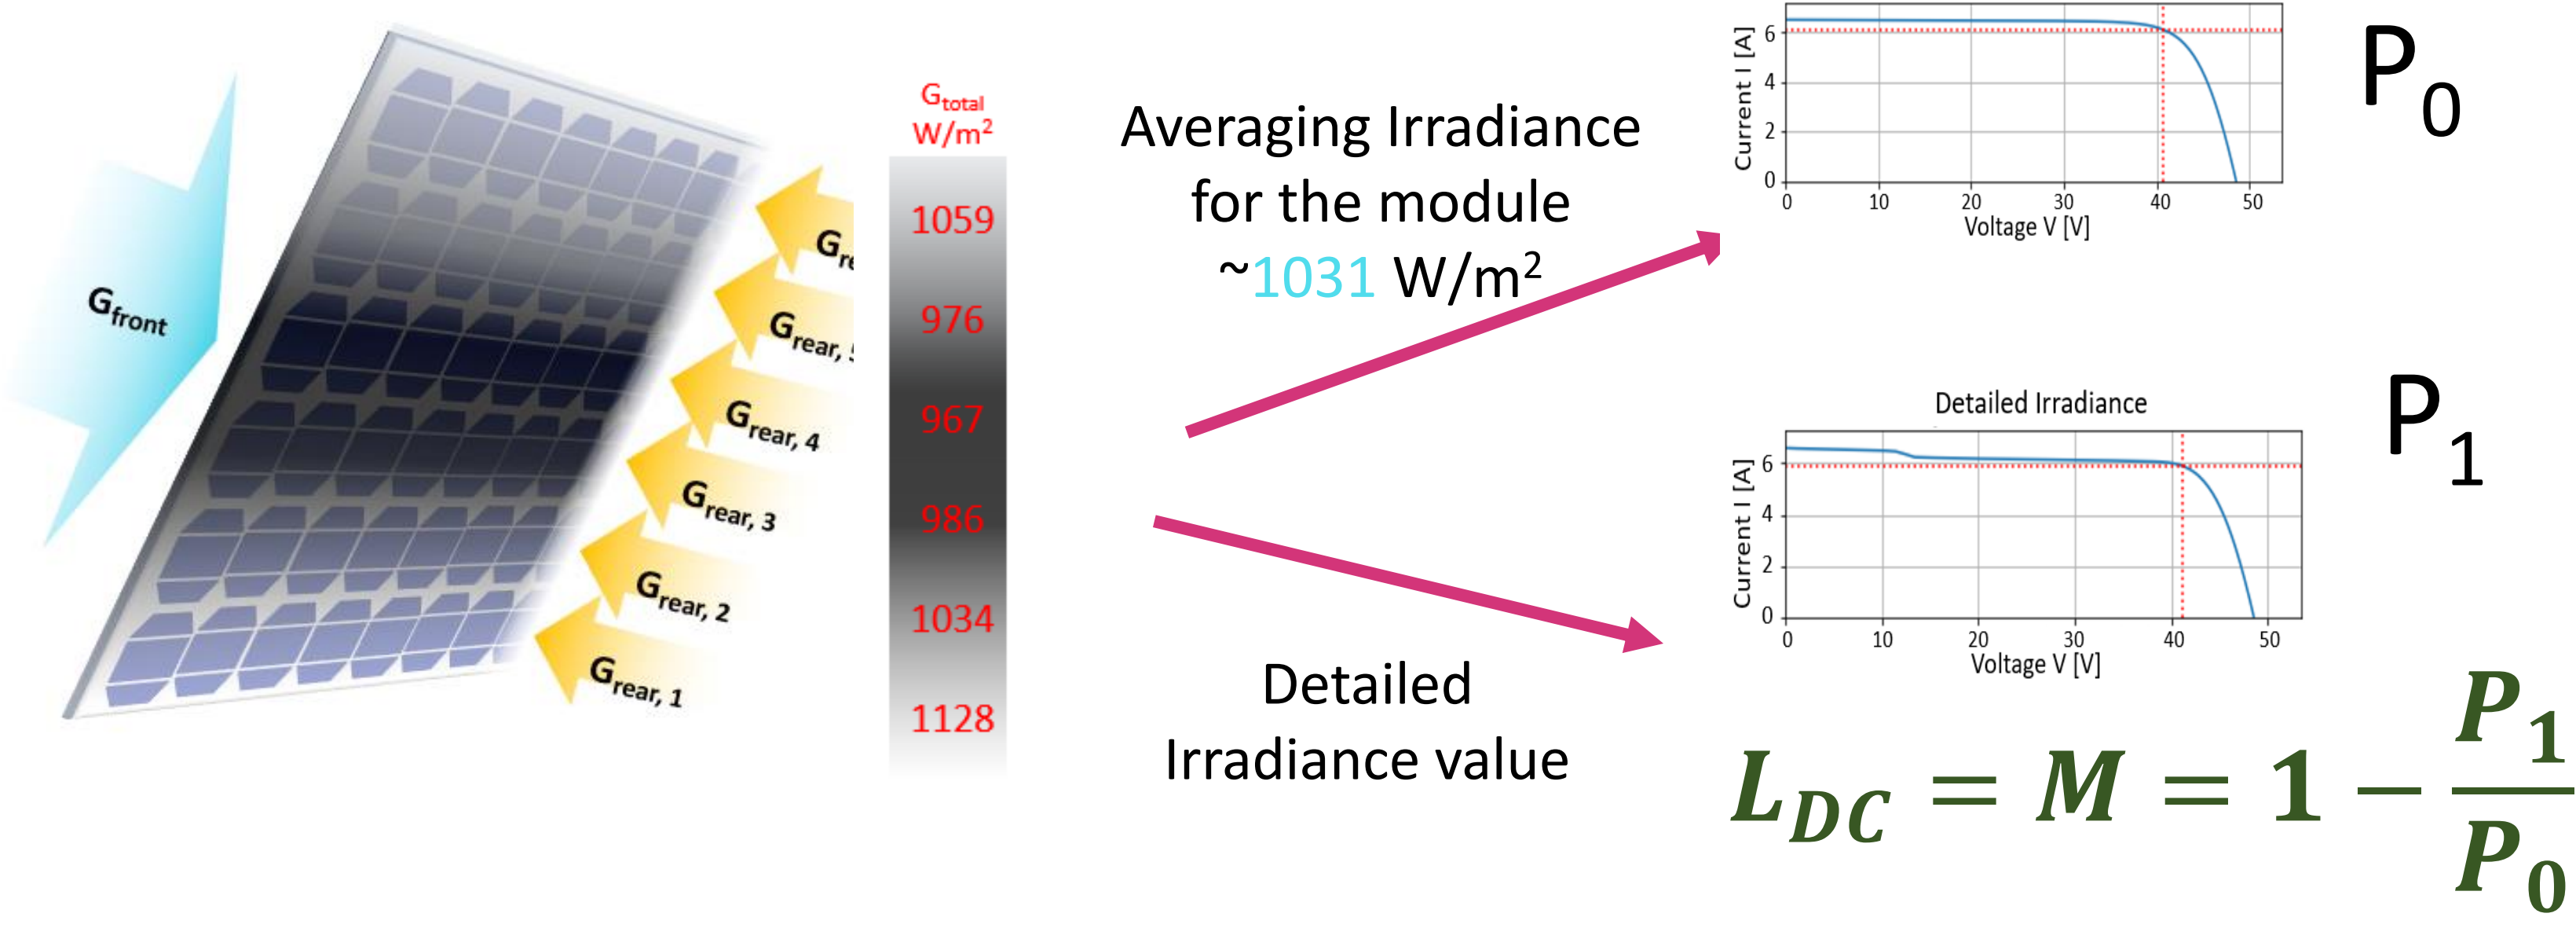 G_front
G_re
G_rear, 5
G_rear, 4
G_rear, 3
G_rear, 2
G_rear, 1
G_total
W/m²
1059
976
967
986
1034
1128
Averaging Irradiance
for the module
~1031 W/m²
Detailed
Irradiance value
Current I [A]
6
4
2
0
0 10 20 30 40 50
Voltage V [V]
P_0
Detailed Irradiance
Current I [A]
6
4
2
0
0 10 20 30 40 50
Voltage V [V]
P_1
L_DC = M = 1 − P_1/P_0